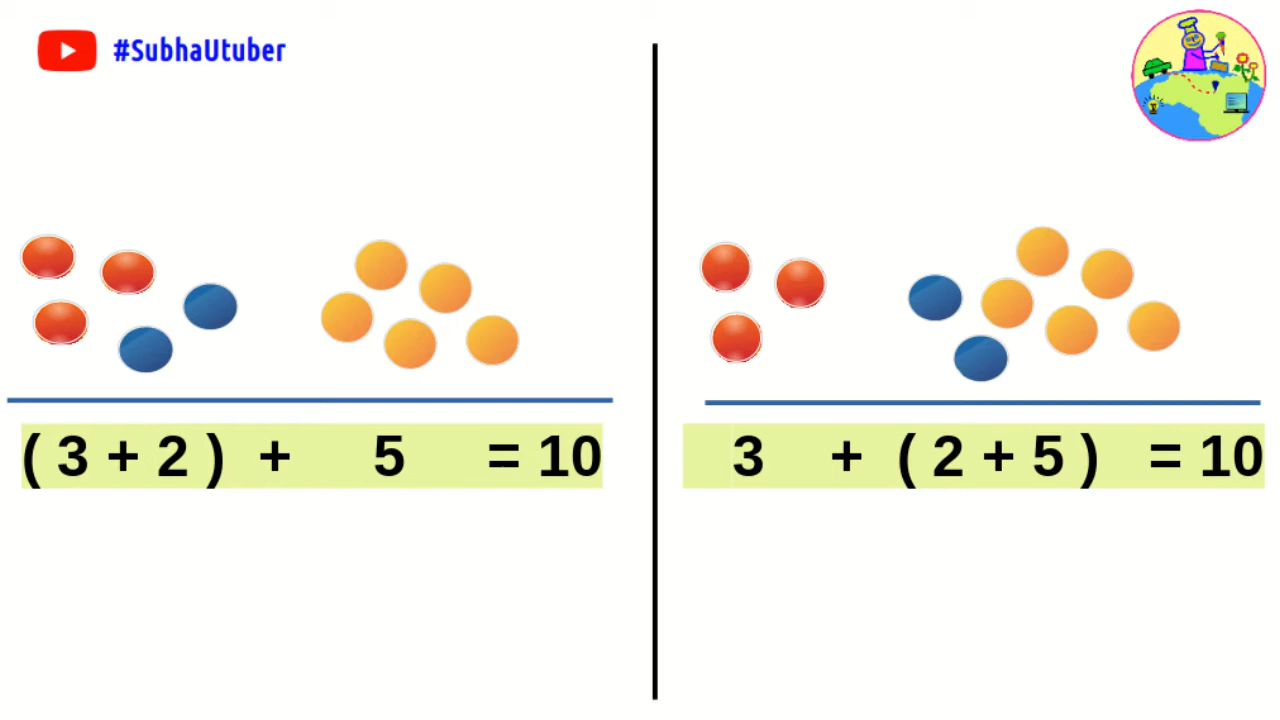 #SubhaUtuber
( 3 + 2 ) + 5 = 10
3 + ( 2 + 5 ) = 10